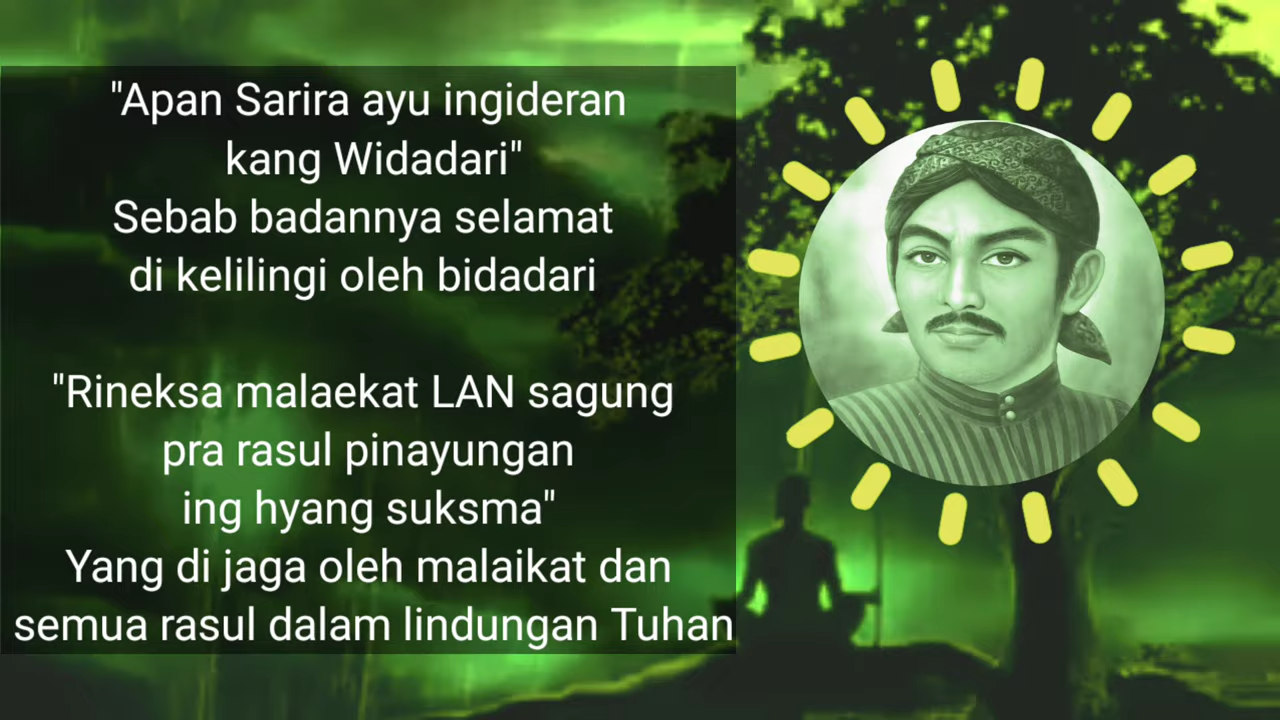 "Apan Sarira ayu ingideran
kang Widadari"
Sebab badannya selamat
di kelilingi oleh bidadari
"Rineksa malaekat LAN sagung
pra rasul pinayungan
ing hyang suksma"
Yang di jaga oleh malaikat dan
semua rasul dalam lindungan Tuhan